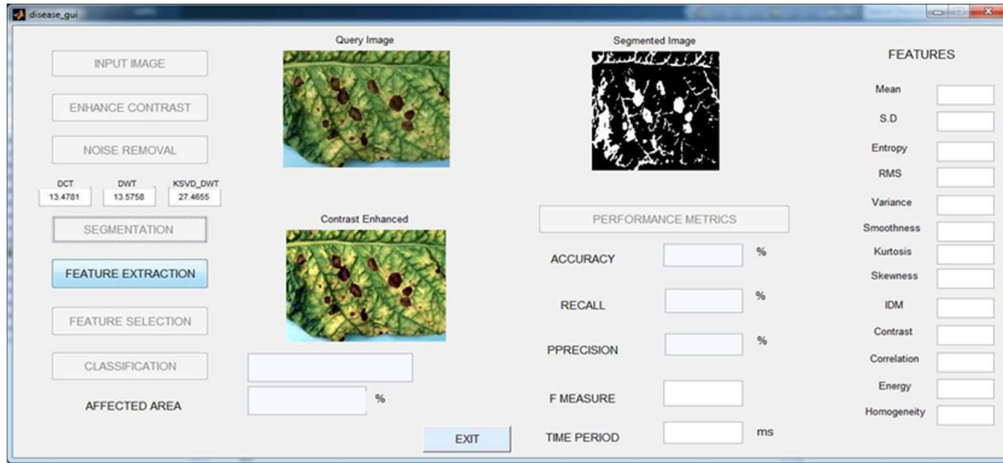 disease_gui
INPUT IMAGE
ENHANCE CONTRAST
NOISE REMOVAL
DCT DWT KSVD_DWT
13.4781 13.5758 27.4655
SEGMENTATION
FEATURE EXTRACTION
FEATURE SELECTION
CLASSIFICATION
AFFECTED AREA %
Query Image
Contrast Enhanced
EXIT
Segmented Image
PERFORMANCE METRICS
ACCURACY %
RECALL %
PPRECISION %
F MEASURE
TIME PERIOD ms
FEATURES
Mean
S.D
Entropy
RMS
Variance
Smoothness
Kurtosis
Skewness
IDM
Contrast
Correlation
Energy
Homogeneity